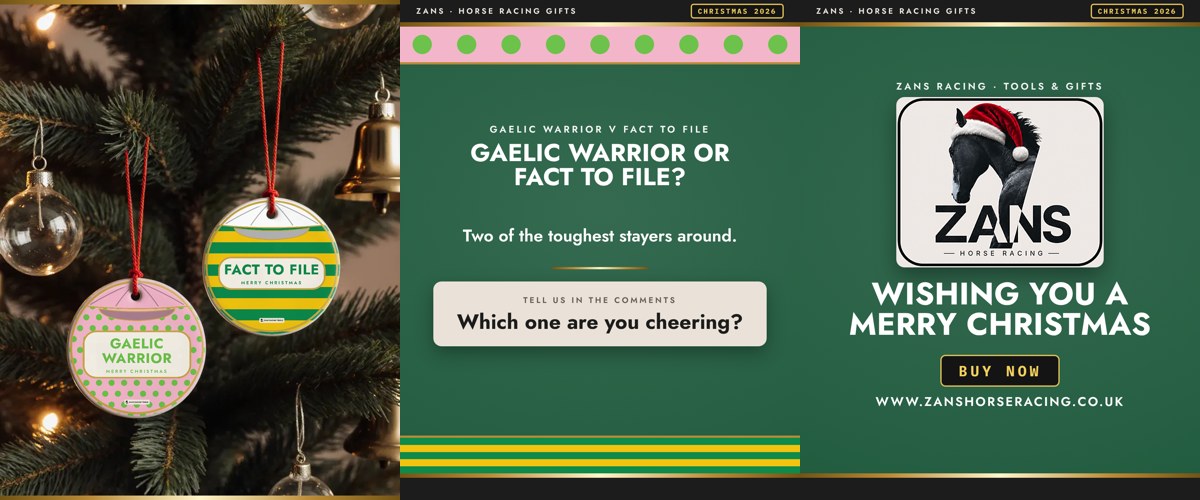 FACT TO FILE
MERRY CHRISTMAS
GAELIC
WARRIOR
MERRY CHRISTMAS
ZANS · HORSE RACING GIFTS
CHRISTMAS 2026
GAELIC WARRIOR V FACT TO FILE
GAELIC WARRIOR OR
FACT TO FILE?
Two of the toughest stayers around.
TELL US IN THE COMMENTS
Which one are you cheering?
ZANS · HORSE RACING GIFTS
CHRISTMAS 2026
ZANS RACING · TOOLS & GIFTS
ZANS
HORSE RACING
WISHING YOU A
MERRY CHRISTMAS
BUY NOW
WWW.ZANSHORSERACING.CO.UK